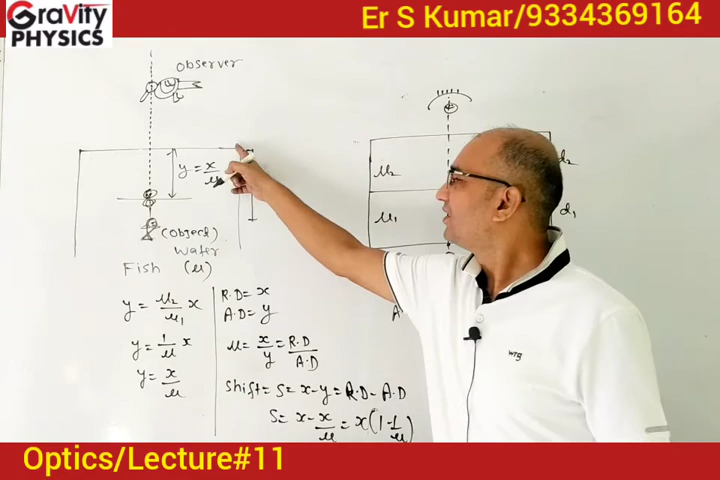 GRaVity
PHYSICS
Er S Kumar/9334369164
Observer
y = x/μ
(Object)
Water
Fish (μ)
y = μ₂/μ₁ x
y = 1/μ x
y = x/μ
R.D = x
A.D = y
μ = x/y = R.D/A.D
Shift = S = x - y = R.D - A.D
S = x - x/μ = x(1 - 1/μ)
μ₂
d₂
μ₁
d₁
wtg
Optics/Lecture#11